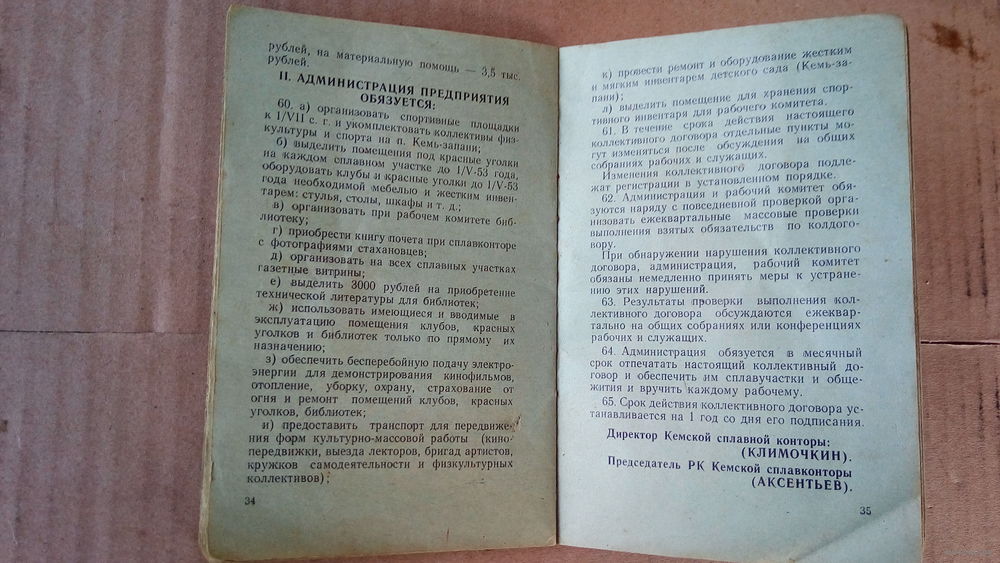 рублей, на материальную помощь — 3,5 тыс.
рублей.
II. АДМИНИСТРАЦИЯ ПРЕДПРИЯТИЯ
ОБЯЗУЕТСЯ:
60. а) организовать спортивные площадки
к 1/VII с. г. и укомплектовать коллективы физ-
культуры и спорта на п. Кемь-запани;
б) выделить помещения под красные уголки
на каждом сплавном участке до 1/V-53 года,
оборудовать клубы и красные уголки до 1/V-53
года необходимой мебелью и жестким инвен-
тарем: стулья, столы, шкафы и т. д.;
в) организовать при рабочем комитете биб-
лиотеку;
г) приобрести книгу почета при сплавконторе
с фотографиями стахановцев;
д) организовать на всех сплавных участках
газетные витрины;
е) выделить 3000 рублей на приобретение
технической литературы для библиотек;
ж) использовать имеющиеся и вводимые в
эксплуатацию помещения клубов, красных
уголков и библиотек только по прямому их
назначению;
з) обеспечить бесперебойную подачу электро-
энергии для демонстрирования кинофильмов,
отопление, уборку, охрану, страхование от
огня и ремонт помещений клубов, красных
уголков, библиотек;
и) предоставить транспорт для передвиже-
ния форм культурно-массовой работы (кино-
передвижки, выезда лекторов, бригад артистов,
кружков самодеятельности и физкультурных
коллективов);
34
к) провести ремонт и оборудование жестким
и мягким инвентарем детского сада (Кемь-за-
пани);
л) выделить помещение для хранения спор-
тивного инвентаря для рабочего комитета.
61. В течение срока действия настоящего
коллективного договора отдельные пункты мо-
гут изменяться после обсуждения на общих
собраниях рабочих и служащих.
Изменения коллективного договора подле-
жат регистрации в установленном порядке.
62. Администрация и рабочий комитет обя-
зуются наряду с повседневной проверкой орга-
низовать ежеквартальные массовые проверки
выполнения взятых обязательств по колдого-
вору.
При обнаружении нарушения коллективного
договора, администрация, рабочий комитет
обязаны немедленно принять меры к устране-
нию этих нарушений.
63. Результаты проверки выполнения кол-
лективного договора обсуждаются ежеквар-
тально на общих собраниях или конференциях
рабочих и служащих.
64. Администрация обязуется в месячный
срок отпечатать настоящий коллективный до-
говор и обеспечить им сплавучастки и обще-
жития и вручить каждому рабочему.
65. Срок действия коллективного договора ус-
танавливается на 1 год со дня его подписания.
Директор Кемской сплавной конторы:
(КЛИМОЧКИН).
Председатель РК Кемской сплавконторы
(АКСЕНТЬЕВ).
35